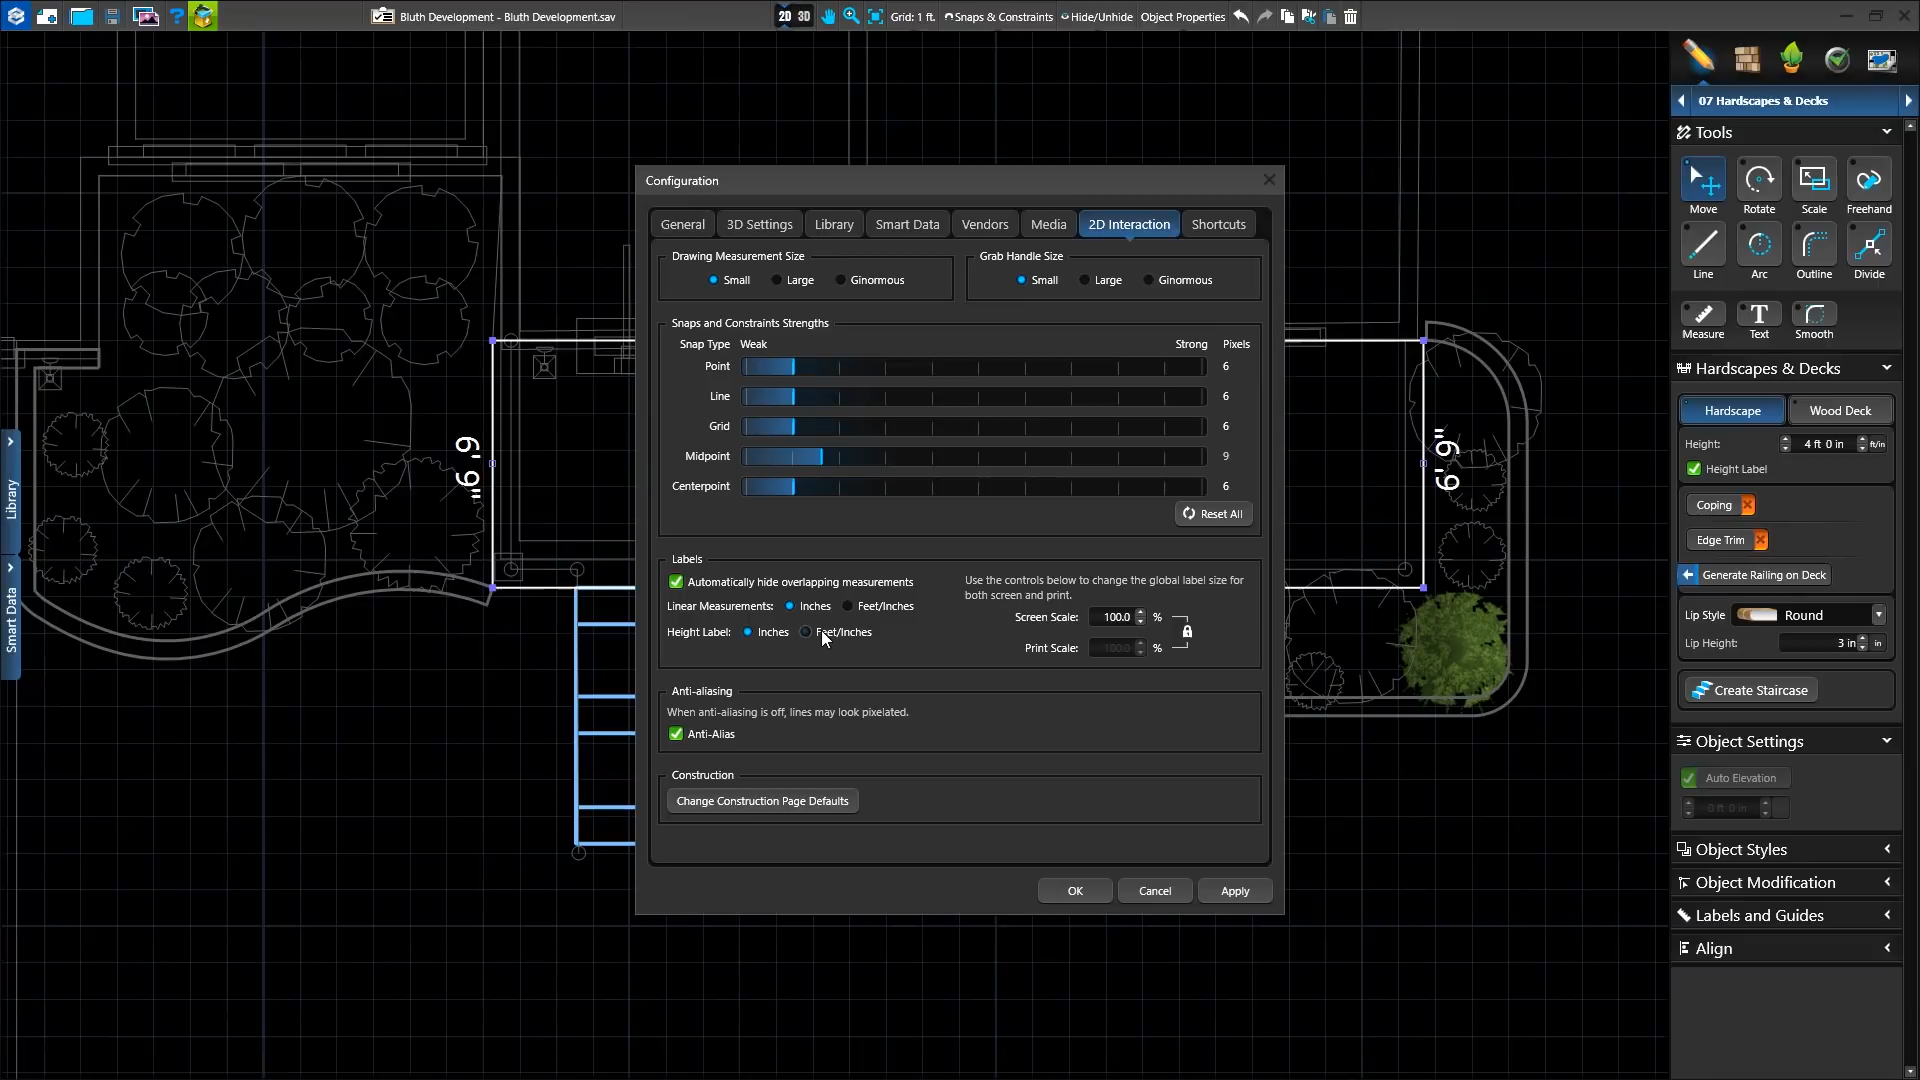 Bluth Development - Bluth Development.sav
2D 3D
Grid: 1 ft.
Snaps & Constraints
Hide/Unhide
Object Properties
Configuration
General
3D Settings
Library
Smart Data
Vendors
Media
2D Interaction
Shortcuts
Drawing Measurement Size
Small
Large
Ginormous
Grab Handle Size
Small
Large
Ginormous
Snaps and Constraints Strengths
Snap Type
Weak
Strong
Pixels
Point
6
Line
6
Grid
6
Midpoint
9
Centerpoint
6
Reset All
Labels
Automatically hide overlapping measurements
Linear Measurements:
Inches
Feet/Inches
Height Label:
Inches
Feet/Inches
Use the controls below to change the global label size for
both screen and print.
Screen Scale:
100.0
%
Print Scale:
100.0
%
Anti-aliasing
When anti-aliasing is off, lines may look pixelated.
Anti-Alias
Construction
Change Construction Page Defaults
OK
Cancel
Apply
6'9"
6'9"
Library
Smart Data
07 Hardscapes & Decks
Tools
Move
Rotate
Scale
Freehand
Line
Arc
Outline
Divide
Measure
Text
Smooth
Hardscapes & Decks
Hardscape
Wood Deck
Height:
4 ft 0 in
ft/in
Height Label
Coping
Edge Trim
Generate Railing on Deck
Lip Style
Round
Lip Height:
3 in
in
Create Staircase
Object Settings
Auto Elevation
0 ft 0 in
Object Styles
Object Modification
Labels and Guides
Align